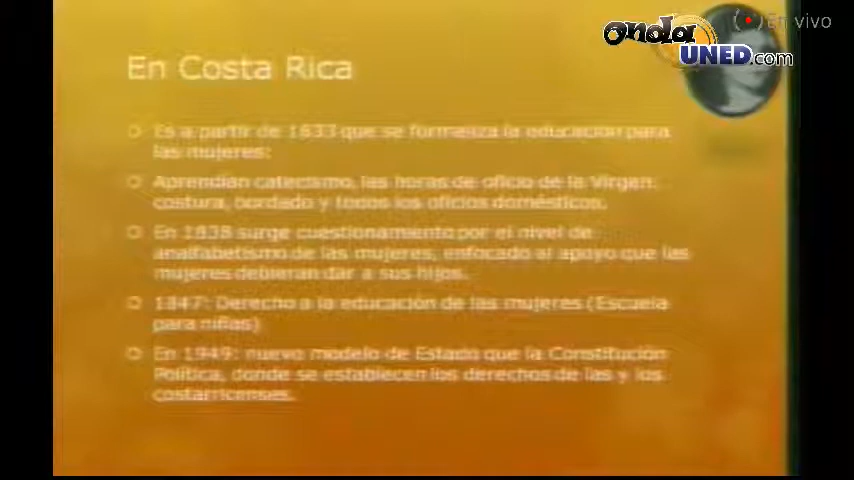 En vivo
onda
UNED.com
En Costa Rica
Es a partir de 1833 que se formaliza la educación para
las mujeres:
Aprendían catecismo, las horas de oficio de la Virgen,
costura, bordado y todos los oficios domésticos.
En 1838 surge cuestionamiento por el nivel de
analfabetismo de las mujeres, enfocado al apoyo que las
mujeres debieran dar a sus hijos.
1847: Derecho a la educación de las mujeres (Escuela
para niñas)
En 1949: nuevo modelo de Estado que la Constitución
Política, donde se establecen los derechos de las y los
costarricenses.